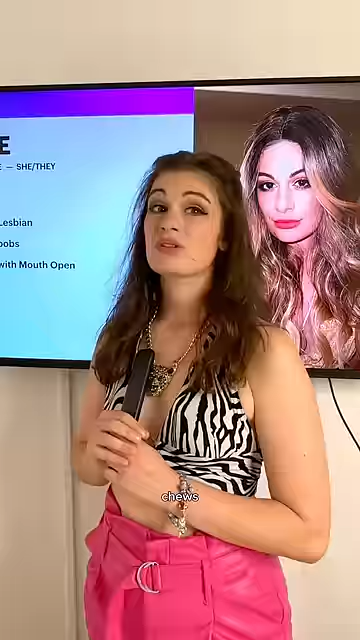 E
E — SHE/THEY
Lesbian
oobs
with Mouth Open
chews